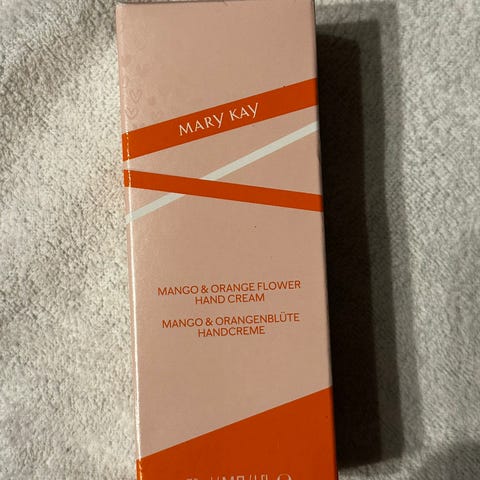 MARY KAY
MANGO & ORANGE FLOWER
HAND CREAM
MANGO & ORANGENBLÜTE
HANDCREME